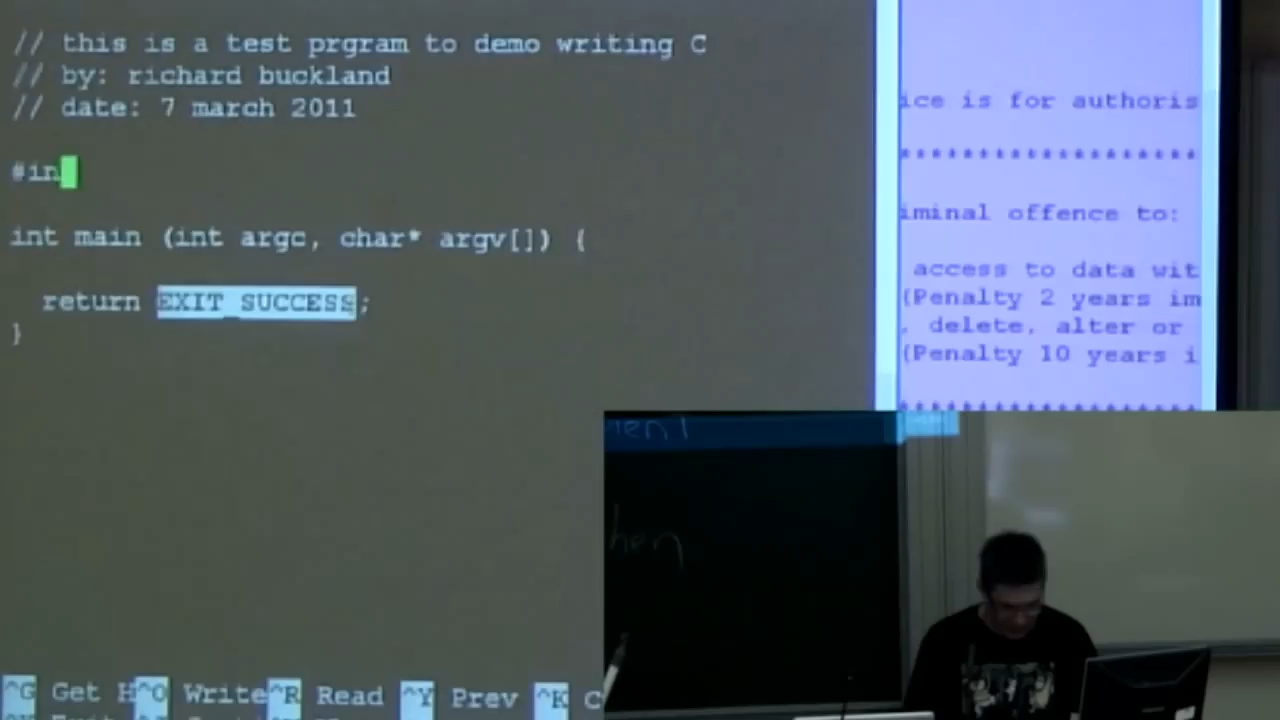 // this is a test prgram to demo writing C
// by: richard buckland
// date: 7 march 2011
#in
int main (int argc, char* argv[]) {
return EXIT_SUCCESS;
}
^G Get H^O Write^R Read ^Y Prev ^K C
ice is for authoris
*******************
iminal offence to:
access to data wit
(Penalty 2 years im
, delete, alter or
(Penalty 10 years i
*******************
hen